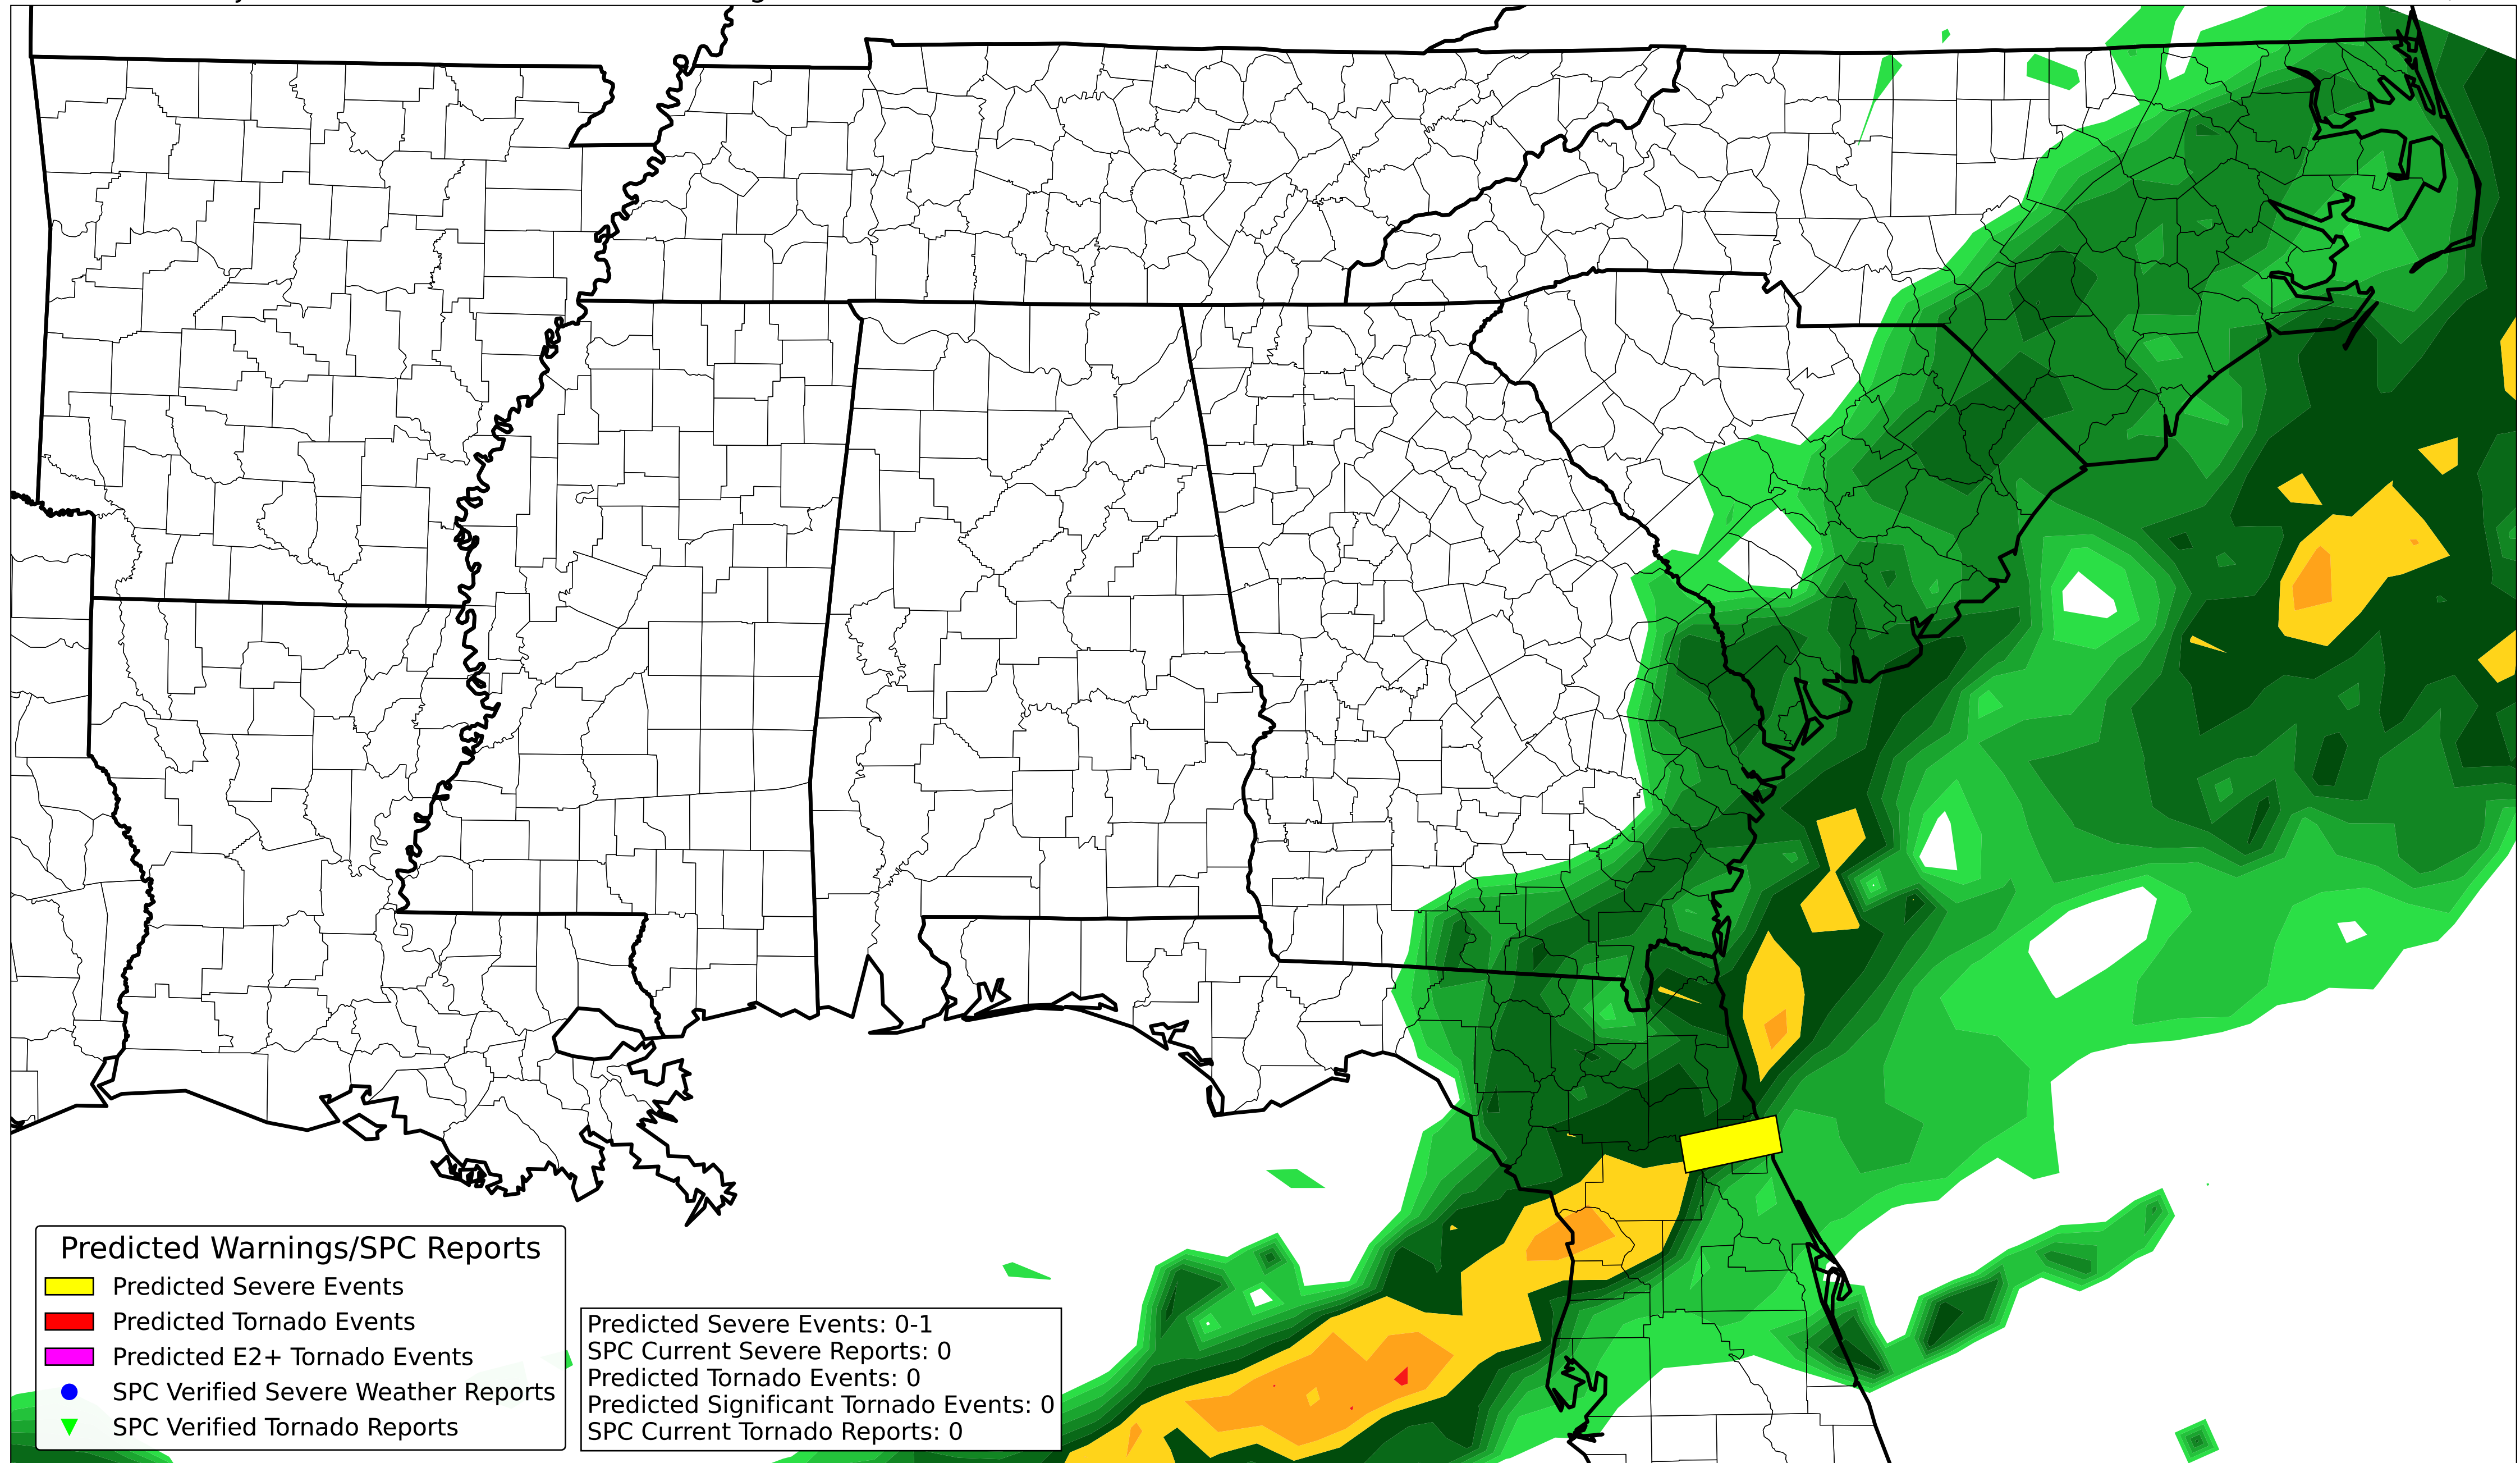 Predicted Warnings/SPC Reports
Predicted Severe Events
Predicted Tornado Events
Predicted E2+ Tornado Events
SPC Verified Severe Weather Reports
SPC Verified Tornado Reports
Predicted Severe Events: 0-1
SPC Current Severe Reports: 0
Predicted Tornado Events: 0
Predicted Significant Tornado Events: 0
SPC Current Tornado Reports: 0